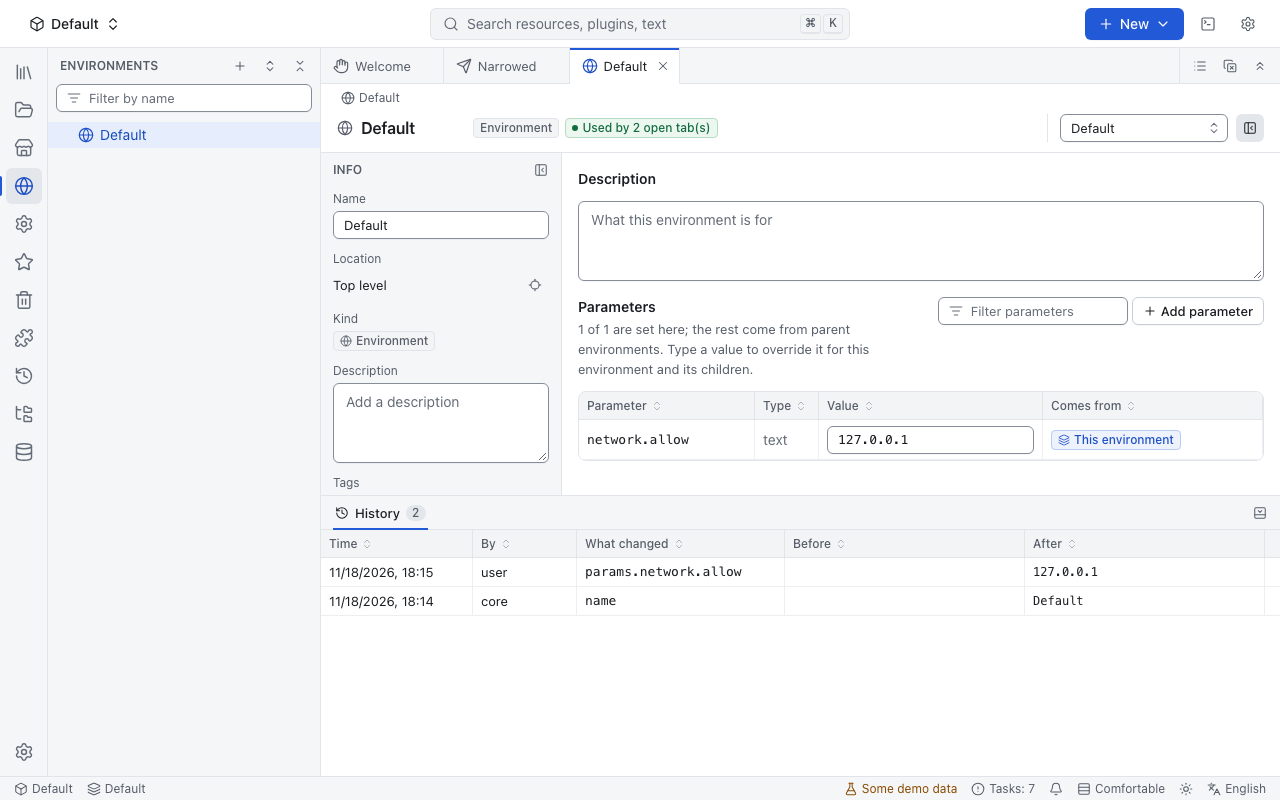 Default
Search resources, plugins, text
⌘ K
New
ENVIRONMENTS
Filter by name
Default
Welcome
Narrowed
Default
Default
Default
Environment
Used by 2 open tab(s)
Default
INFO
Name
Default
Location
Top level
Kind
Environment
Description
Add a description
Tags
Description
What this environment is for
Parameters
1 of 1 are set here; the rest come from parent
environments. Type a value to override it for this
environment and its children.
Filter parameters
Add parameter
Parameter Type Value Comes from
network.allow text 127.0.0.1 This environment
History 2
Time By What changed Before After
11/18/2026, 18:15 user params.network.allow 127.0.0.1
11/18/2026, 18:14 core name Default
Default Default Some demo data Tasks: 7 Comfortable English